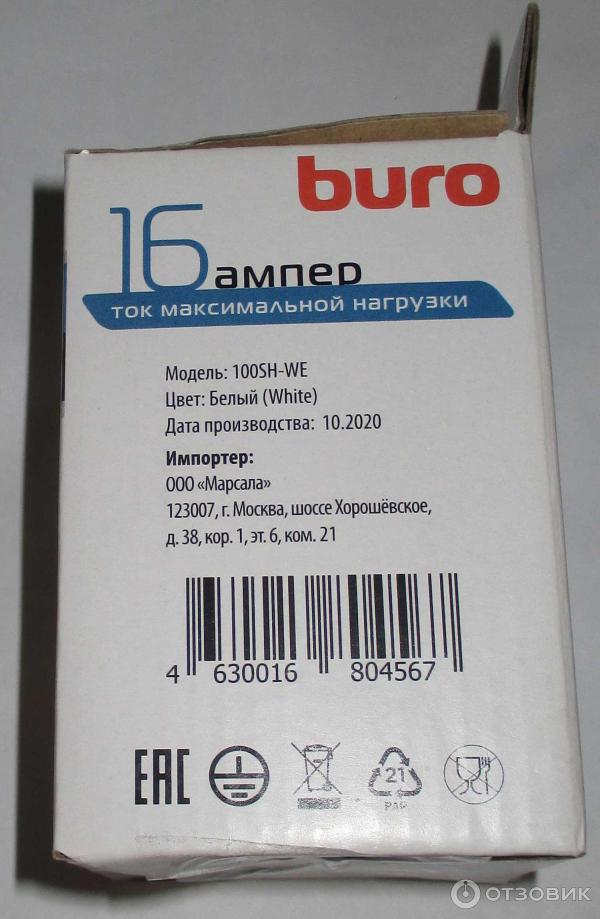 buro
16 ампер
ток максимальной нагрузки
Модель: 100SH-WE
Цвет: Белый (White)
Дата производства: 10.2020
Импортер:
ООО «Марсала»
123007, г. Москва, шоссе Хорошёвское,
д. 38, кор. 1, эт. 6, ком. 21
4 630016 804567
EAC
21
PAP
ОТЗОВИК